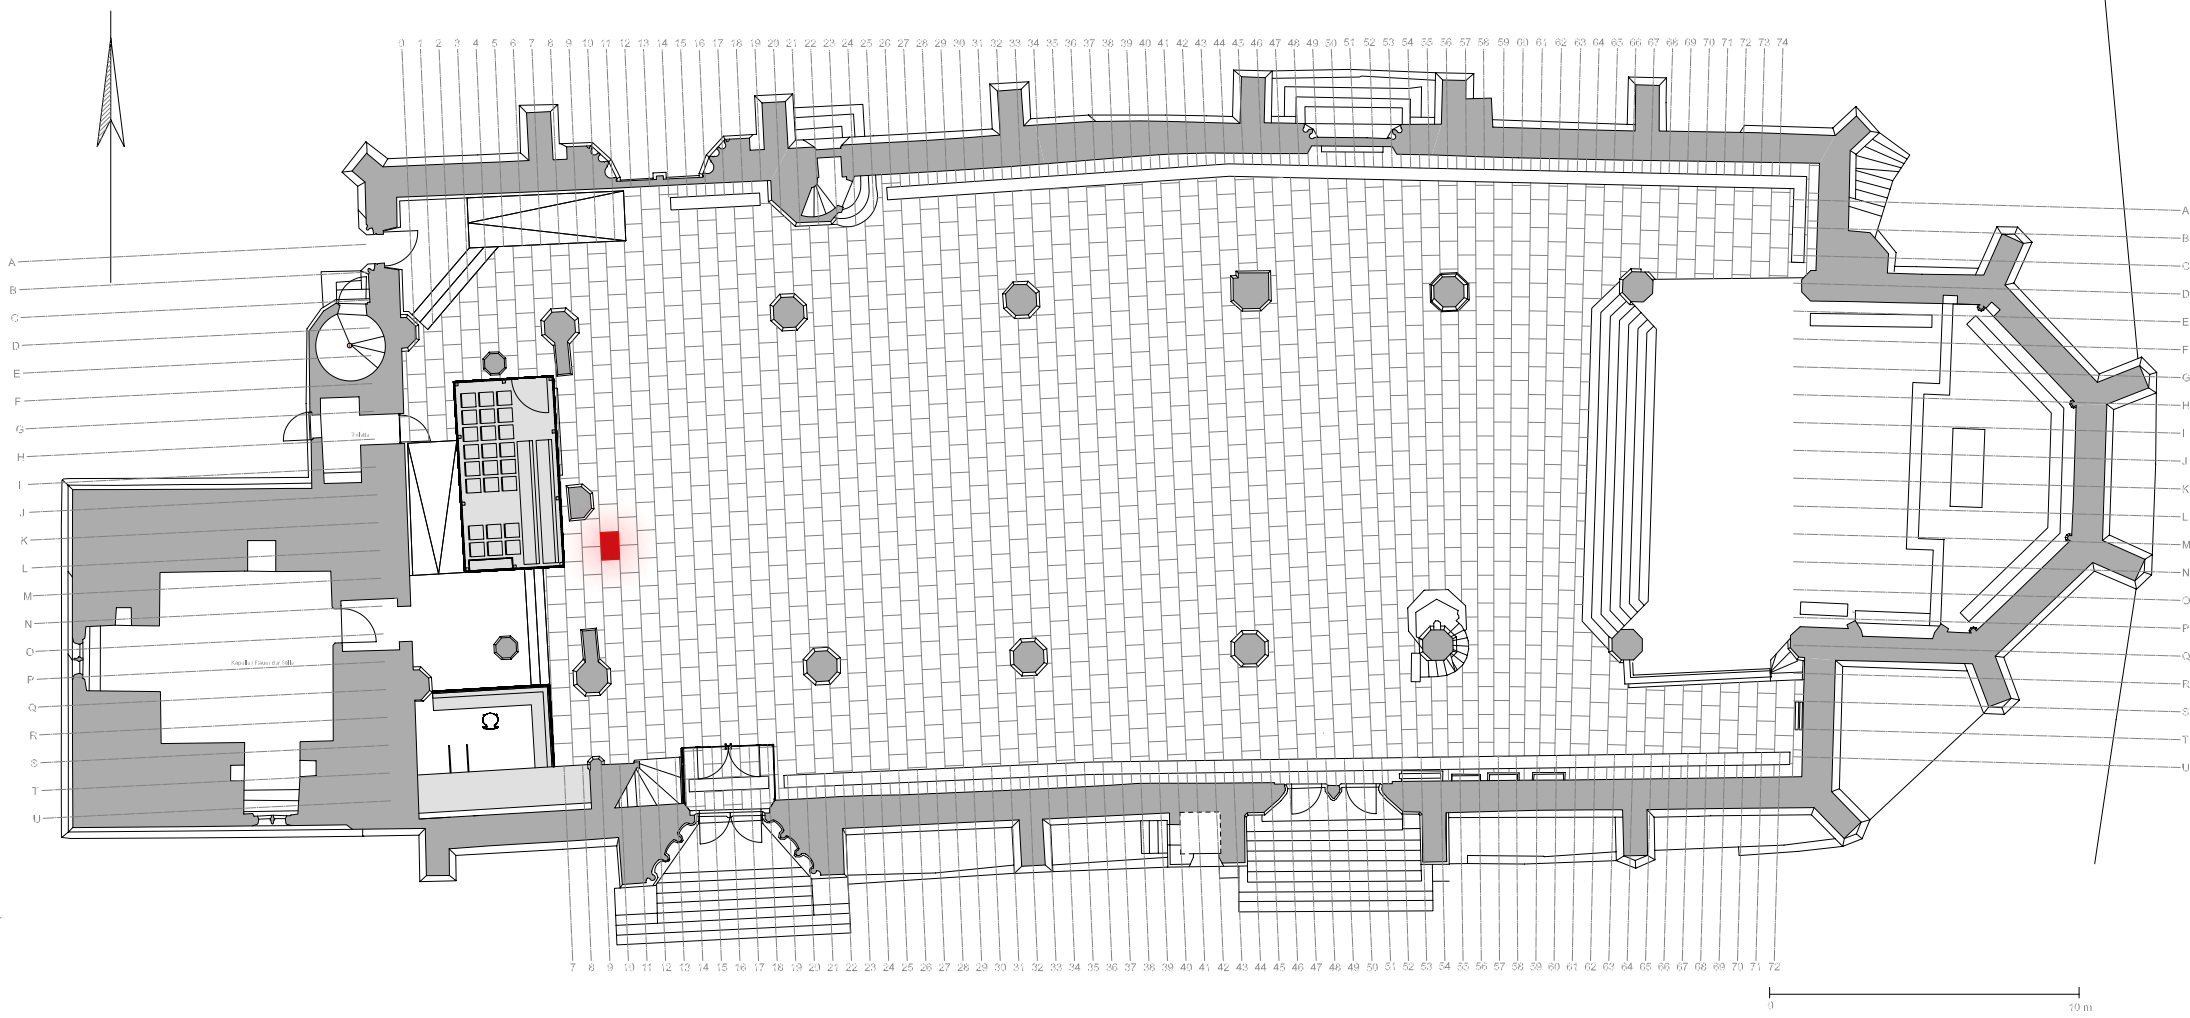 0 1 2 3 4 5 6 7 8 9 10 11 12 13 14 15 16 17 18 19 20 21 22 23 24 25 26 27 28 29 30 31 32 33 34 35 36 37 38 39 40 41 42 43 44 45 46 47 48 49 50 51 52 53 54 55 56 57 58 59 60 61 62 63 64 65 66 67 68 69 70 71 72 73 74
A
B
C
D
E
F
G
H
I
J
K
L
M
N
O
P
Q
R
S
T
U
Kapelle / Raum der Stille
A
B
C
D
E
F
G
H
I
J
K
L
M
N
O
P
Q
R
S
T
U
7 8 9 10 11 12 13 14 15 16 17 18 19 20 21 22 23 24 25 26 27 28 29 30 31 32 33 34 35 36 37 38 39 40 41 42 43 44 45 46 47 48 49 50 51 52 53 54 55 56 57 58 59 60 61 62 63 64 65 66 67 68 69 70 71 72
0 10 m